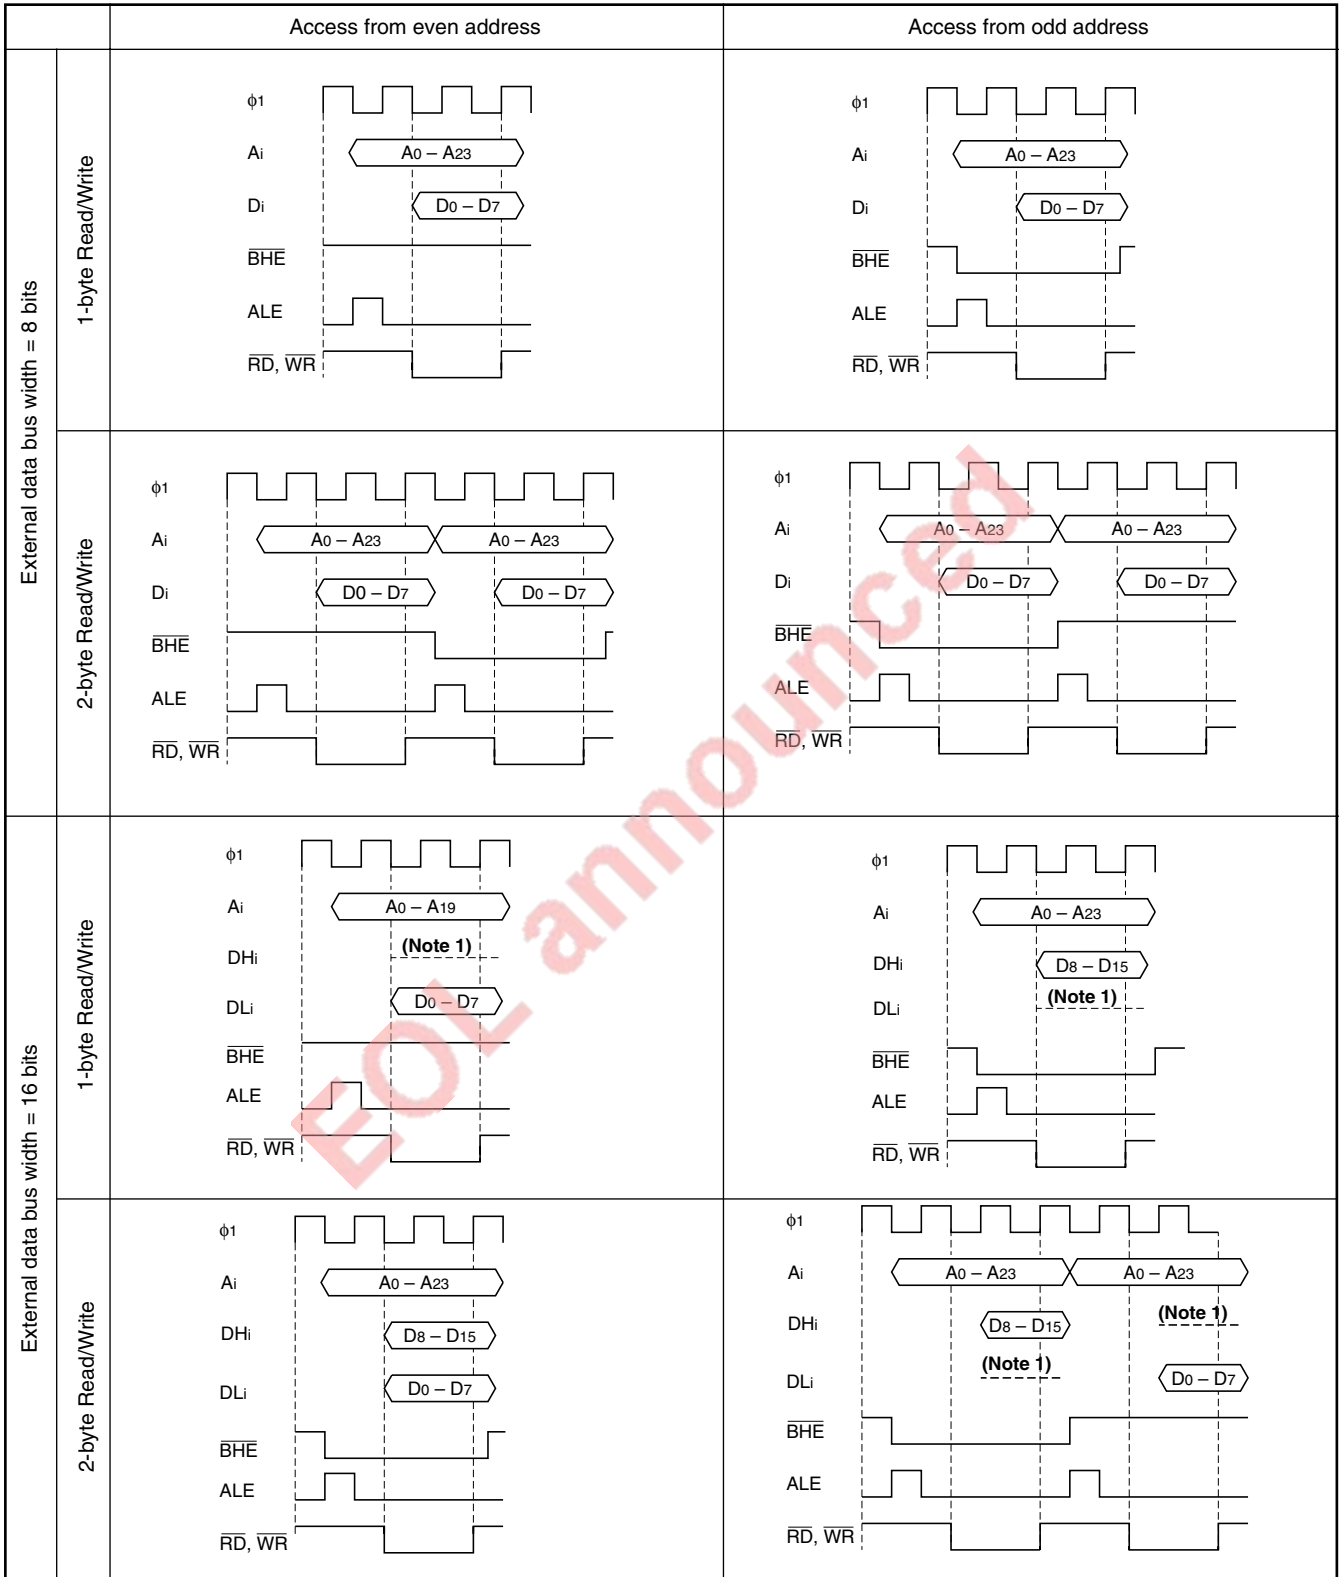 Access from even address
Access from odd address
External data bus width = 8 bits
1-byte Read/Write
ϕ1
Ai
A0 – A23
Di
D0 – D7
BHE
ALE
RD, WR
ϕ1
Ai
A0 – A23
Di
D0 – D7
BHE
ALE
RD, WR
2-byte Read/Write
ϕ1
Ai
A0 – A23 A0 – A23
Di
D0 – D7 D0 – D7
BHE
ALE
RD, WR
ϕ1
Ai
A0 – A23 A0 – A23
Di
D0 – D7 D0 – D7
BHE
ALE
RD, WR
External data bus width = 16 bits
1-byte Read/Write
ϕ1
Ai
A0 – A19
DHi
(Note 1)
DLi
D0 – D7
BHE
ALE
RD, WR
ϕ1
Ai
A0 – A23
DHi
D8 – D15
DLi
(Note 1)
BHE
ALE
RD, WR
2-byte Read/Write
ϕ1
Ai
A0 – A23
DHi
D8 – D15
DLi
D0 – D7
BHE
ALE
RD, WR
ϕ1
Ai
A0 – A23 A0 – A23
DHi
D8 – D15 (Note 1)
DLi
(Note 1) D0 – D7
BHE
ALE
RD, WR
EOL announced